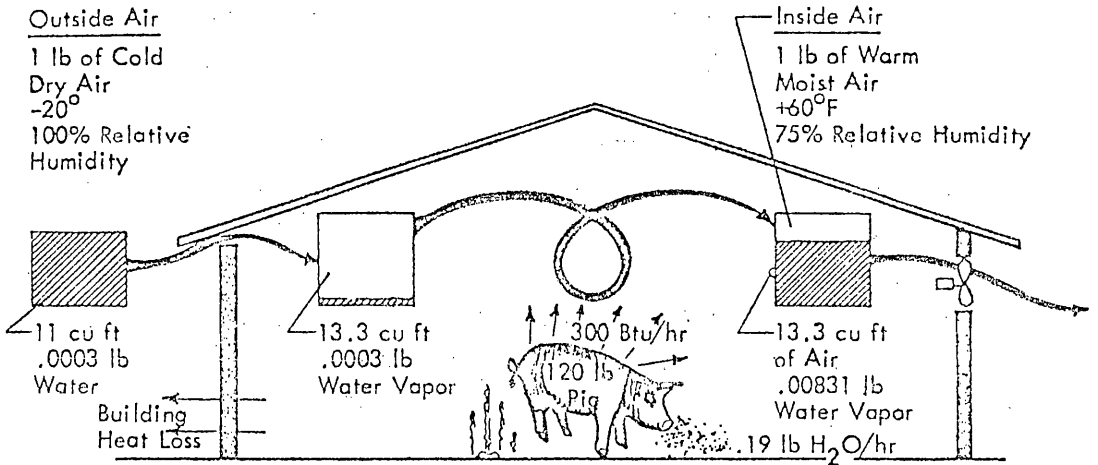 Outside Air
1 lb of Cold
Dry Air
-20°
100% Relative
Humidity
Inside Air
1 lb of Warm
Moist Air
+60°F
75% Relative Humidity
11 cu ft
.0003 lb
Water
13.3 cu ft
.0003 lb
Water Vapor
300 Btu/hr
120 lb
Pig
13.3 cu ft
of Air
.00831 lb
Water Vapor
Building
Heat Loss
.19 lb H₂O/hr